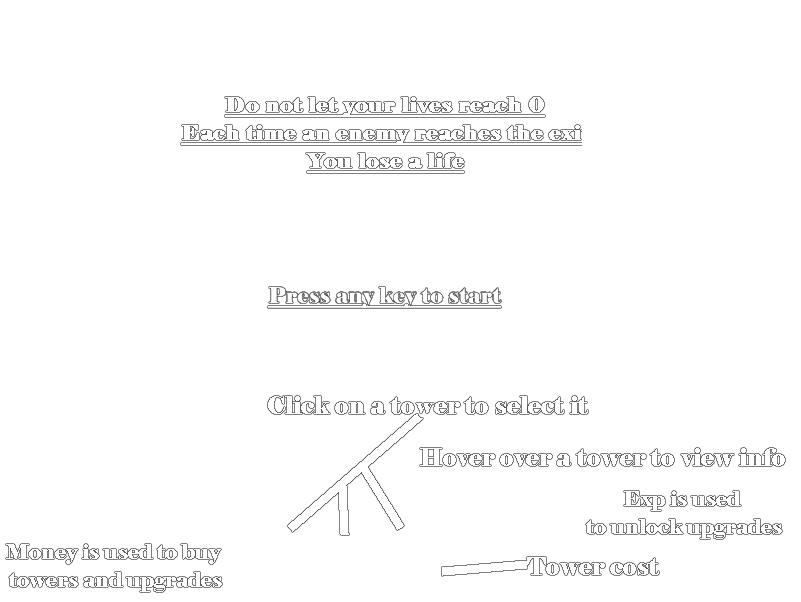 Do not let your lives reach 0
Each time an enemy reaches the exi
You lose a life
Press any key to start
Click on a tower to select it
Hover over a tower to view info
Exp is used
to unlock upgrades
Money is used to buy
towers and upgrades
Tower cost